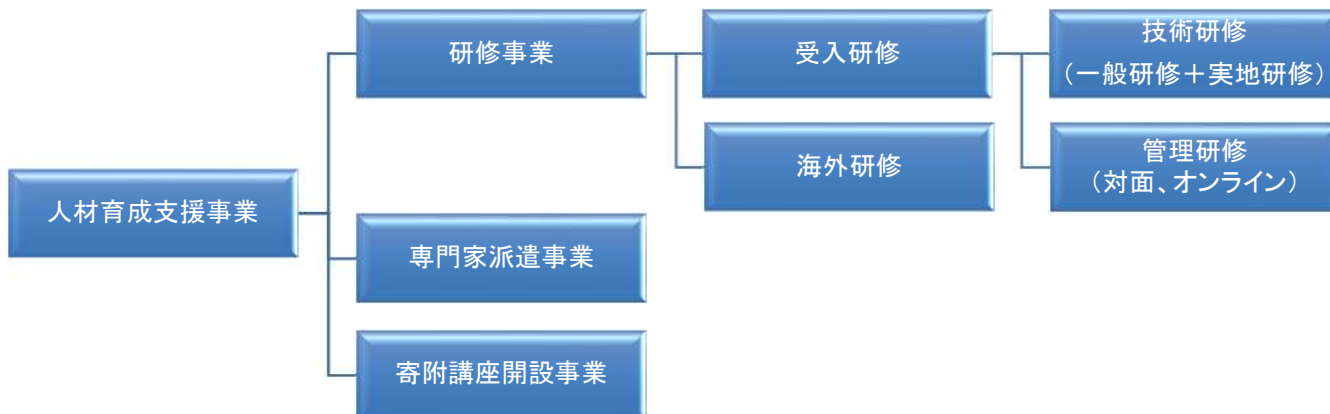 人材育成支援事業
研修事業
受入研修
技術研修
（一般研修＋実地研修）
管理研修
（対面、オンライン）
海外研修
専門家派遣事業
寄附講座開設事業